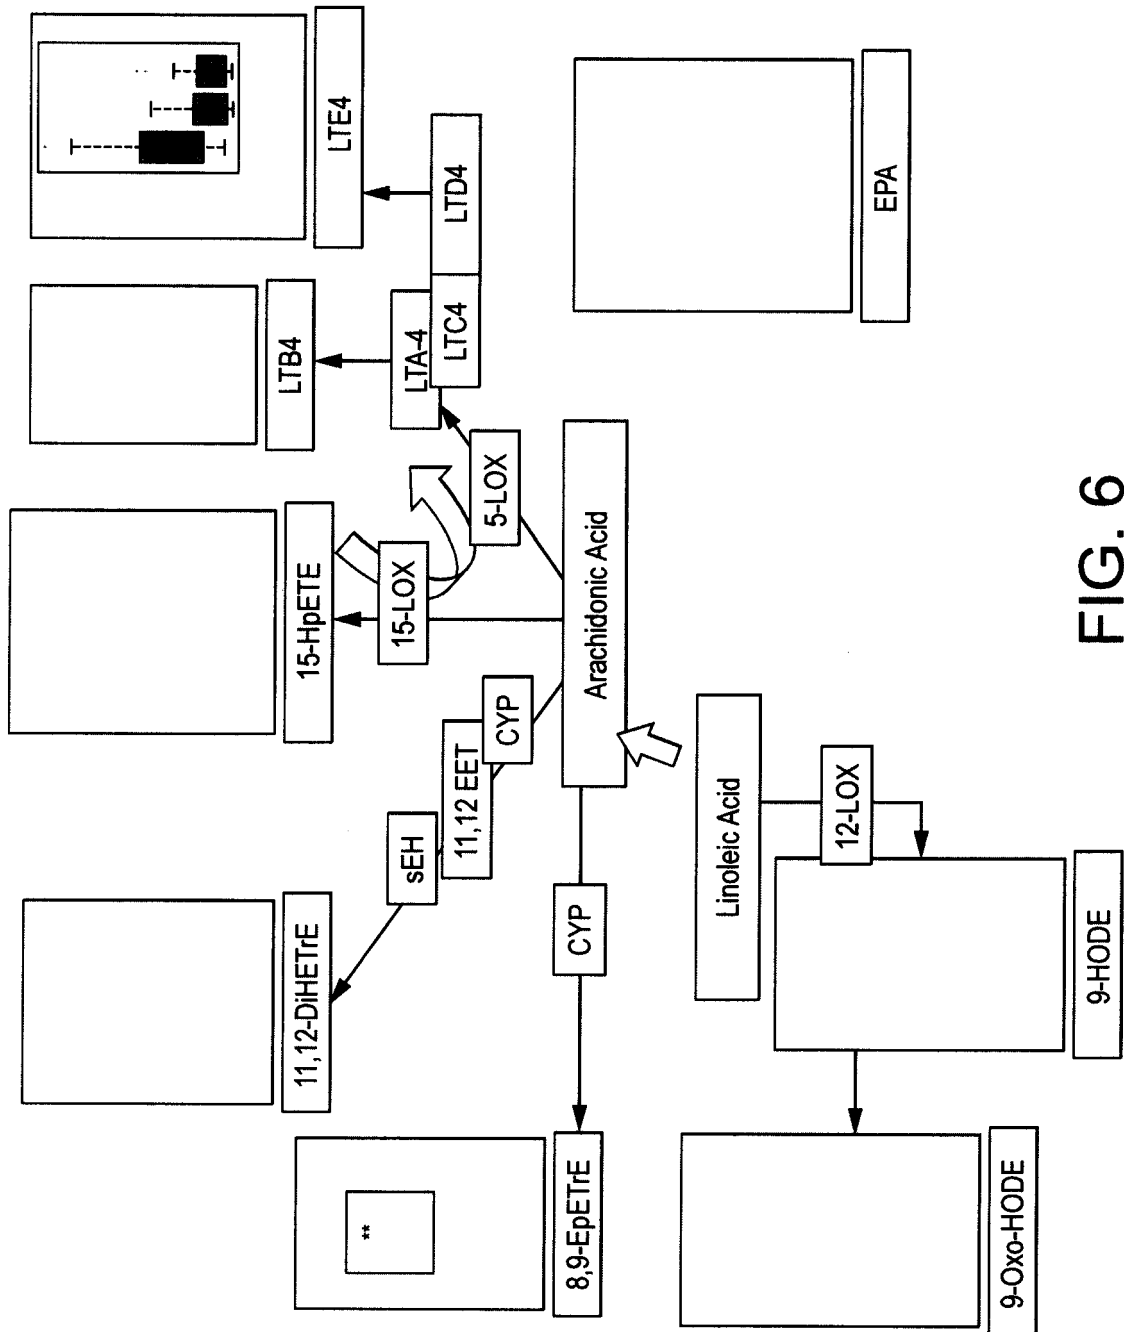 LTE4
LTB4
LTD4
LTC4
LTA-4
EPA
15-HpETE
15-LOX
5-LOX
Arachidonic Acid
11,12-DiHETrE
sEH
11,12 EET
CYP
CYP
**
8,9-EpETrE
Linoleic Acid
12-LOX
9-HODE
9-Oxo-HODE
FIG. 6